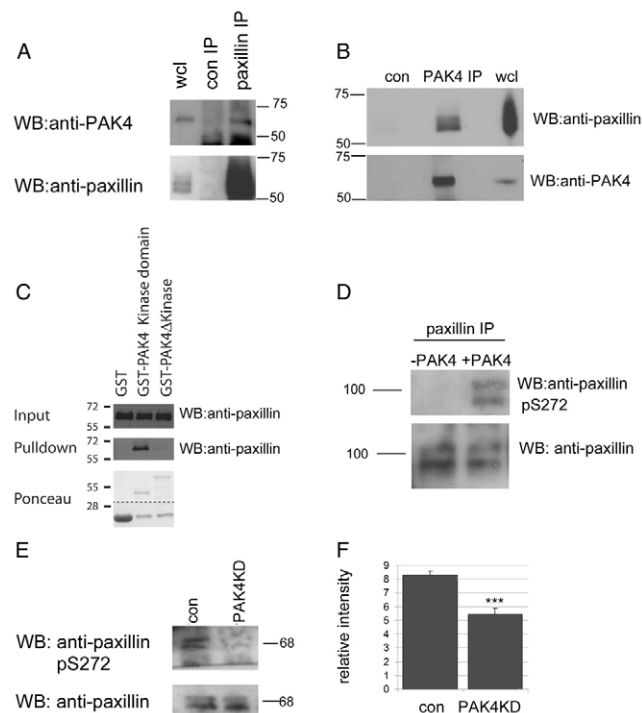 A
wcl
con IP
paxillin IP
WB:anti-PAK4
75
50
WB:anti-paxillin
75
50
B
con PAK4 IP wcl
75
50
WB:anti-paxillin
75
50
WB:anti-PAK4
C
GST
GST-PAK4 Kinase domain
GST-PAK4ΔKinase
Input
72
55
WB:anti-paxillin
Pulldown
72
55
WB:anti-paxillin
Ponceau
55
28
D
paxillin IP
-PAK4 +PAK4
100
WB:anti-paxillin
pS272
100
WB: anti-paxillin
E
con
PAK4KD
WB: anti-paxillin
pS272
68
WB: anti-paxillin
68
F
relative intensity
9
8
7
6
5
4
3
2
1
0
***
con PAK4KD